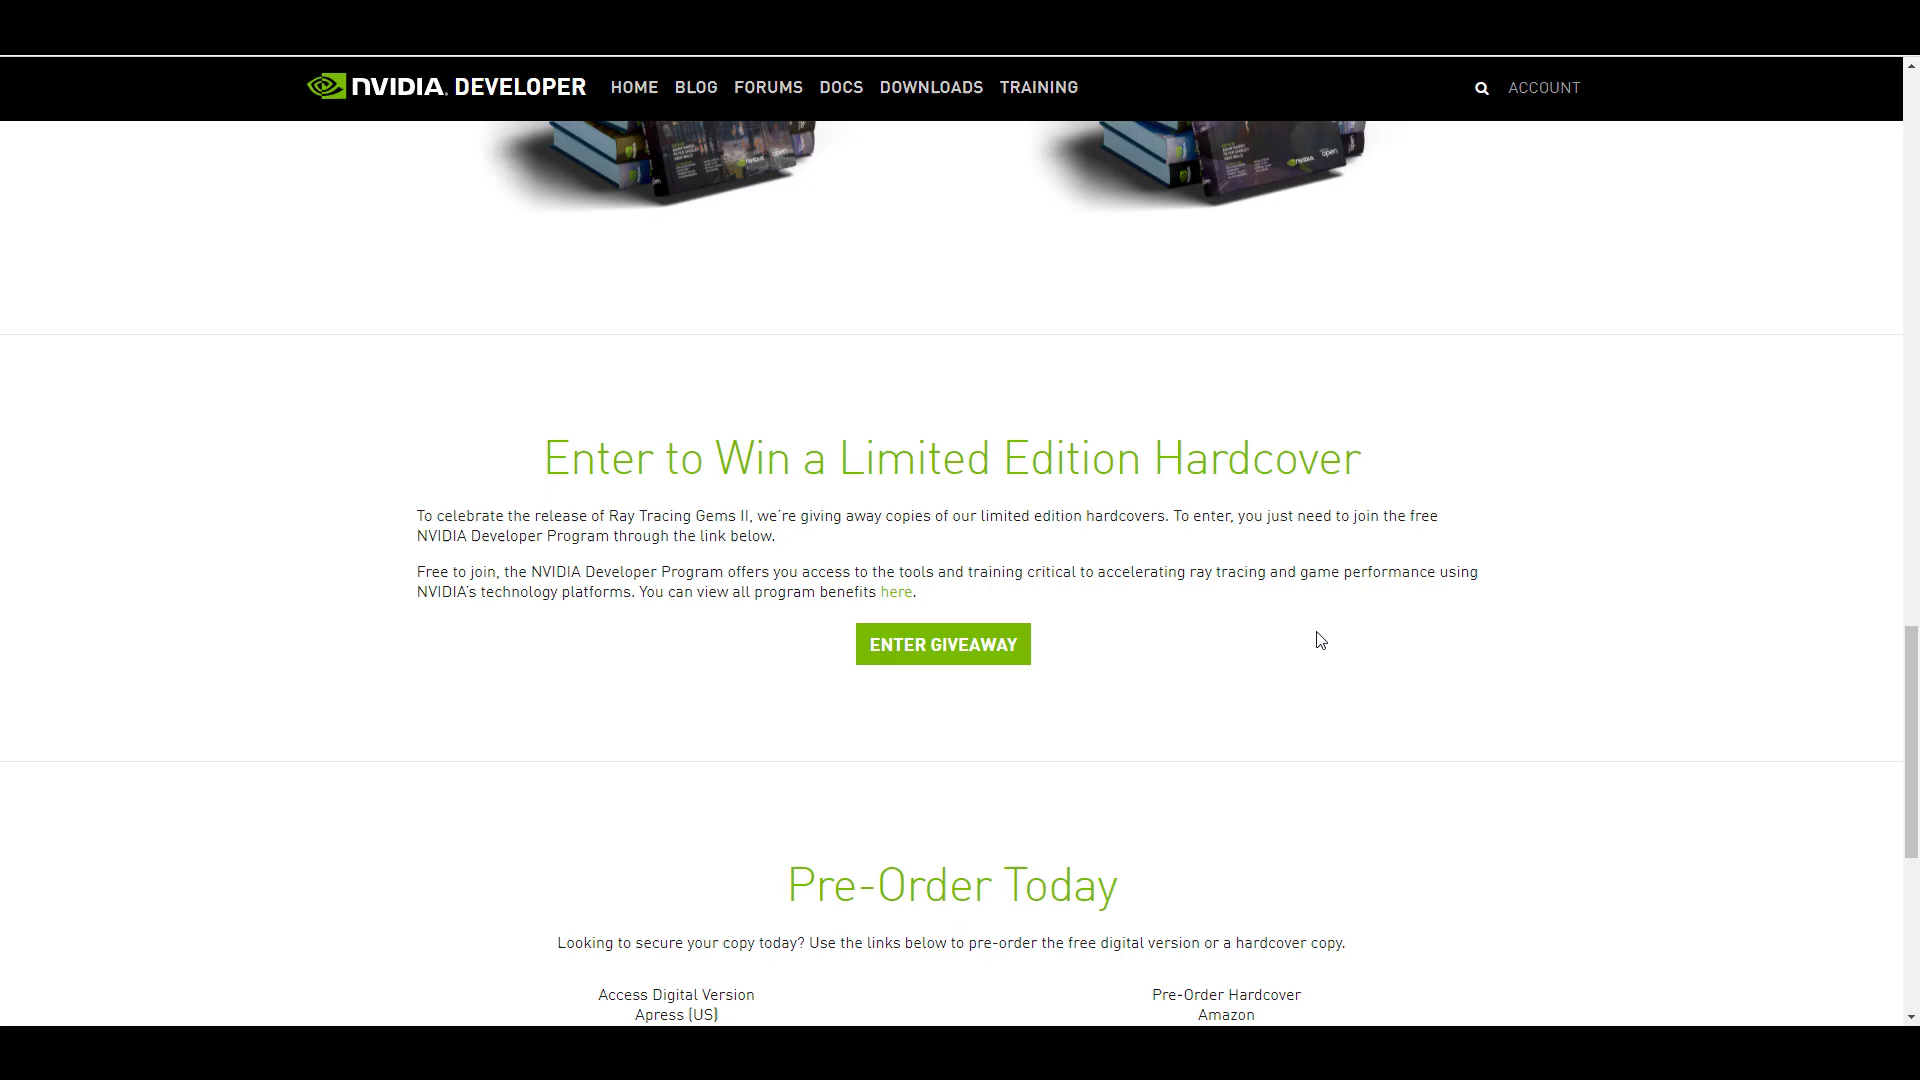 NVIDIA. DEVELOPER HOME BLOG FORUMS DOCS DOWNLOADS TRAINING ACCOUNT
Enter to Win a Limited Edition Hardcover
To celebrate the release of Ray Tracing Gems II, we're giving away copies of our limited edition hardcovers. To enter, you just need to join the free
NVIDIA Developer Program through the link below.
Free to join, the NVIDIA Developer Program offers you access to the tools and training critical to accelerating ray tracing and game performance using
NVIDIA's technology platforms. You can view all program benefits here.
ENTER GIVEAWAY
Pre-Order Today
Looking to secure your copy today? Use the links below to pre-order the free digital version or a hardcover copy.
Access Digital Version
Apress (US)
Pre-Order Hardcover
Amazon